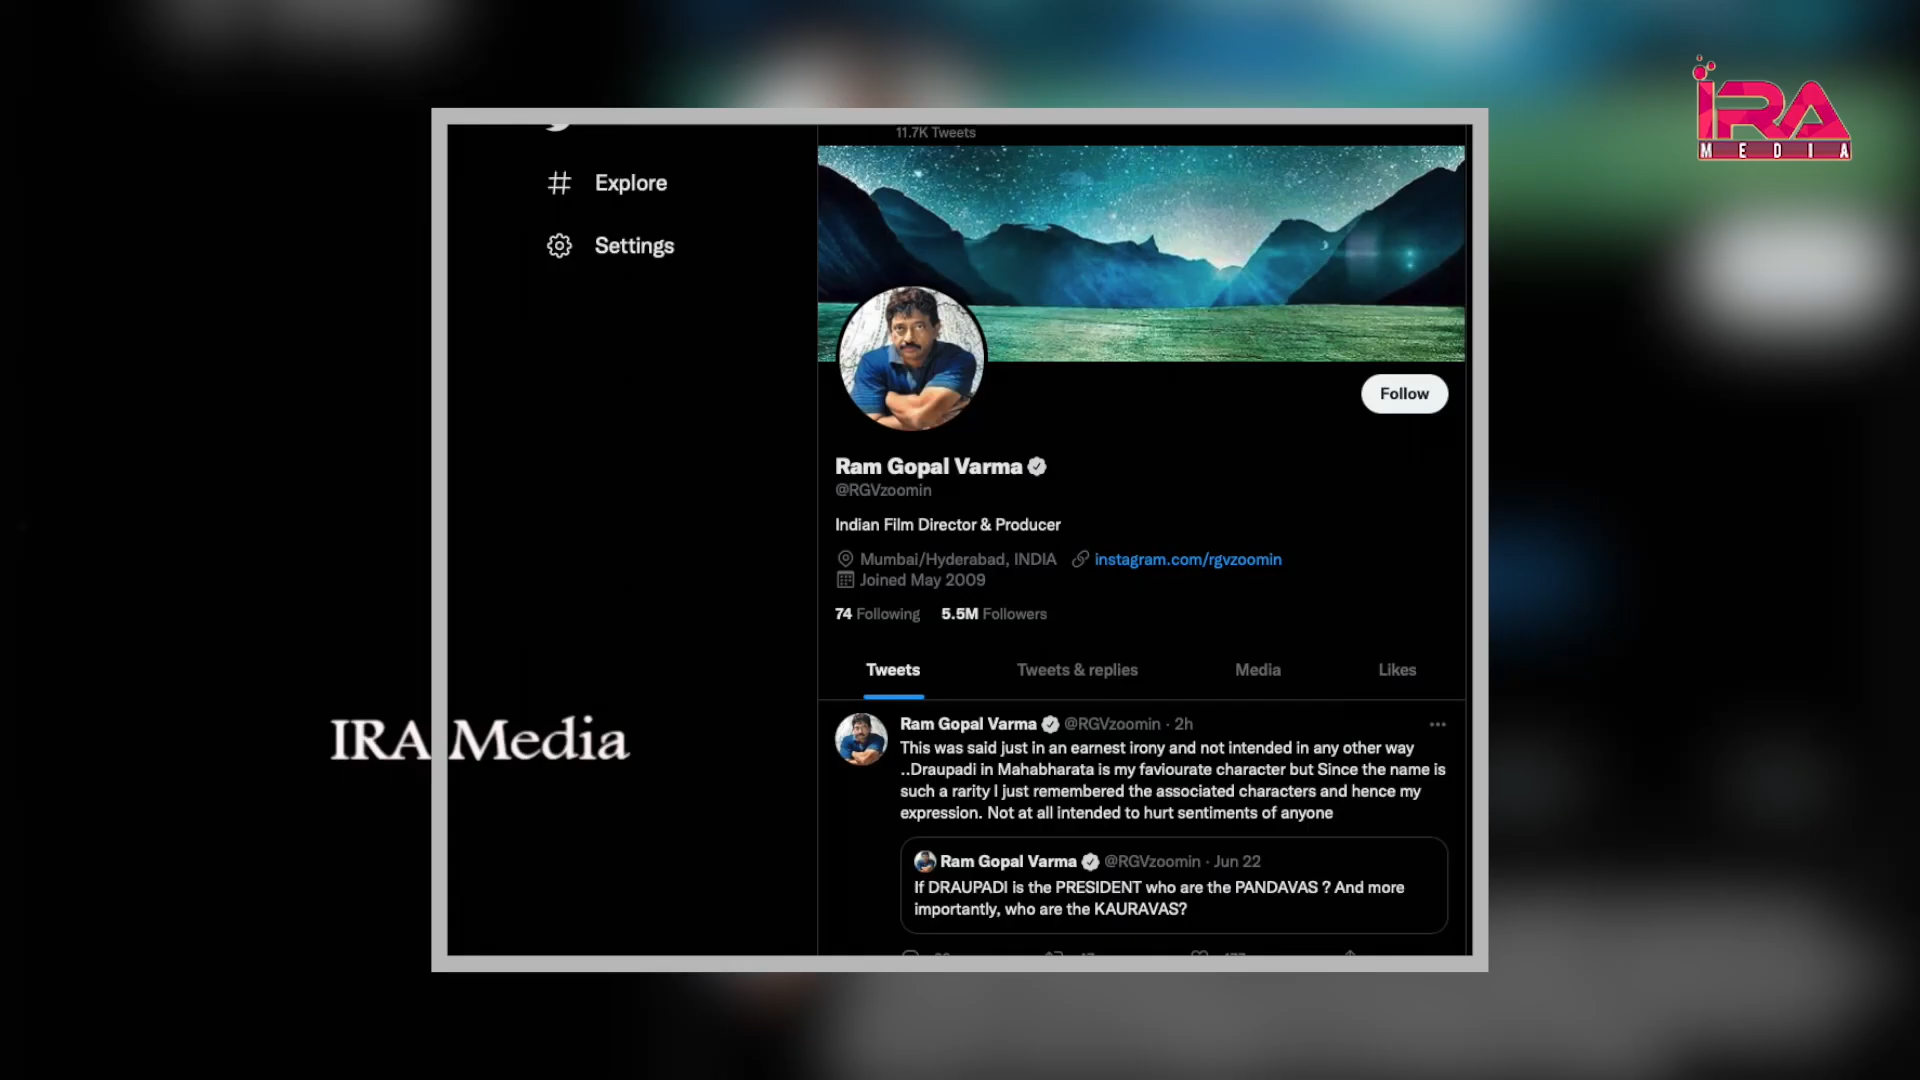 11.7K Tweets
IRA
MEDIA
Explore
Settings
Follow
Ram Gopal Varma
@RGVzoomin
Indian Film Director & Producer
Mumbai/Hyderabad, INDIA instagram.com/rgvzoomin
Joined May 2009
74 Following 5.5M Followers
Tweets Tweets & replies Media Likes
IRA Media
Ram Gopal Varma @RGVzoomin · 2h
This was said just in an earnest irony and not intended in any other way
..Draupadi in Mahabharata is my faviourate character but Since the name is
such a rarity I just remembered the associated characters and hence my
expression. Not at all intended to hurt sentiments of anyone
Ram Gopal Varma @RGVzoomin · Jun 22
If DRAUPADI is the PRESIDENT who are the PANDAVAS ? And more
importantly, who are the KAURAVAS?